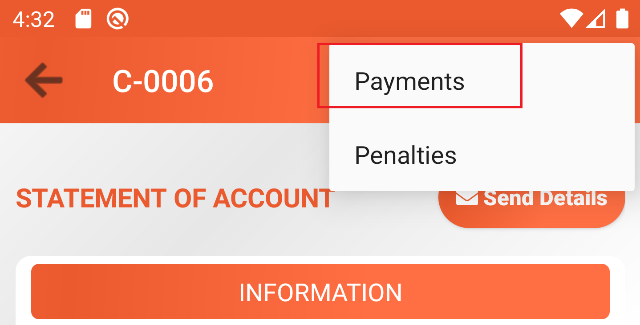 4:32
C-0006
Payments
Penalties
STATEMENT OF ACCOUNT
Send Details
INFORMATION